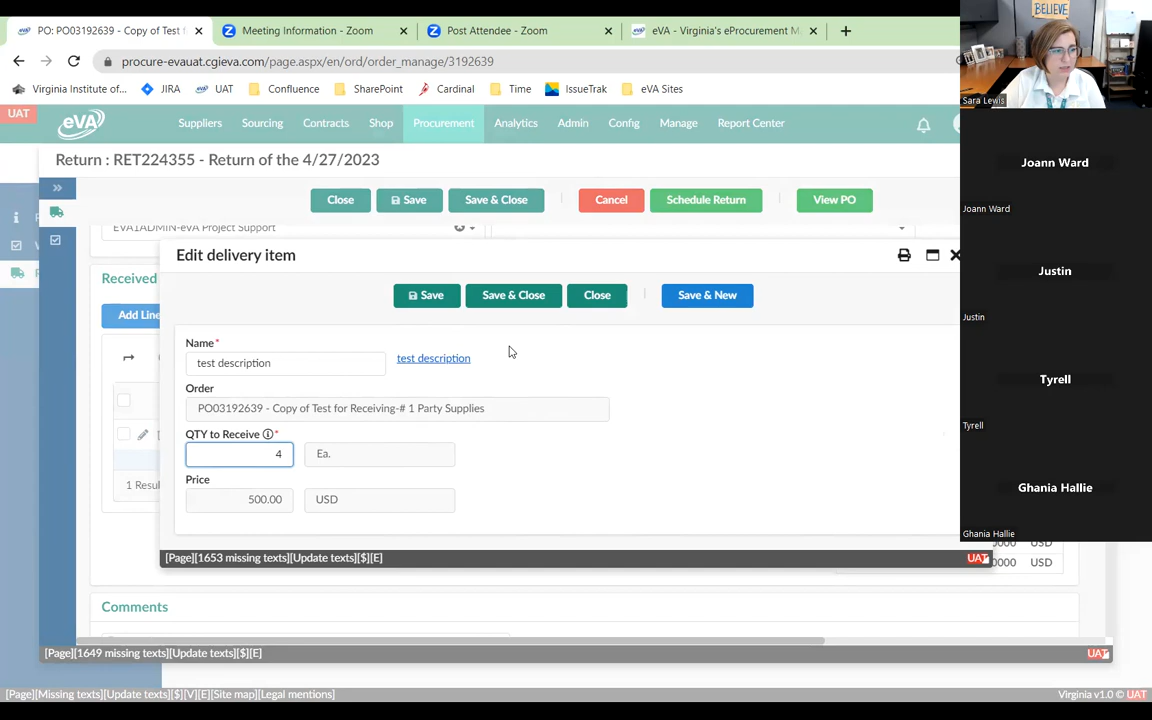 PO: PO03192639 - Copy of Test f
Meeting Information - Zoom
Post Attendee - Zoom
eVA - Virginia's eProcurement M
BELIEVE
procure-evauat.cgieva.com/page.aspx/en/ord/order_manage/3192639
Virginia Institute of...
JIRA
UAT
Confluence
SharePoint
Cardinal
Time
IssueTrak
eVA Sites
Sara Lewis
UAT
eVA
Suppliers
Sourcing
Contracts
Shop
Procurement
Analytics
Admin
Config
Manage
Report Center
Return : RET224355 - Return of the 4/27/2023
Joann Ward
Joann Ward
Close
Save
Save & Close
Cancel
Schedule Return
View PO
EVA1ADMIN-eVA Project Support
Edit delivery item
Received
Justin
Justin
Save
Save & Close
Close
Save & New
Add Line
Name*
test description
test description
Order
PO03192639 - Copy of Test for Receiving-# 1 Party Supplies
Tyrell
Tyrell
QTY to Receive *
4
Ea.
Price
500.00
USD
1 Resul
Ghania Hallie
Ghania Hallie
0000 USD
[Page][1653 missing texts][Update texts][$][E]
UAT
0000 USD
Comments
[Page][1649 missing texts][Update texts][$][E]
UAT
[Page][Missing texts][Update texts][$][V][E][Site map][Legal mentions]
Virginia v1.0 © UAT